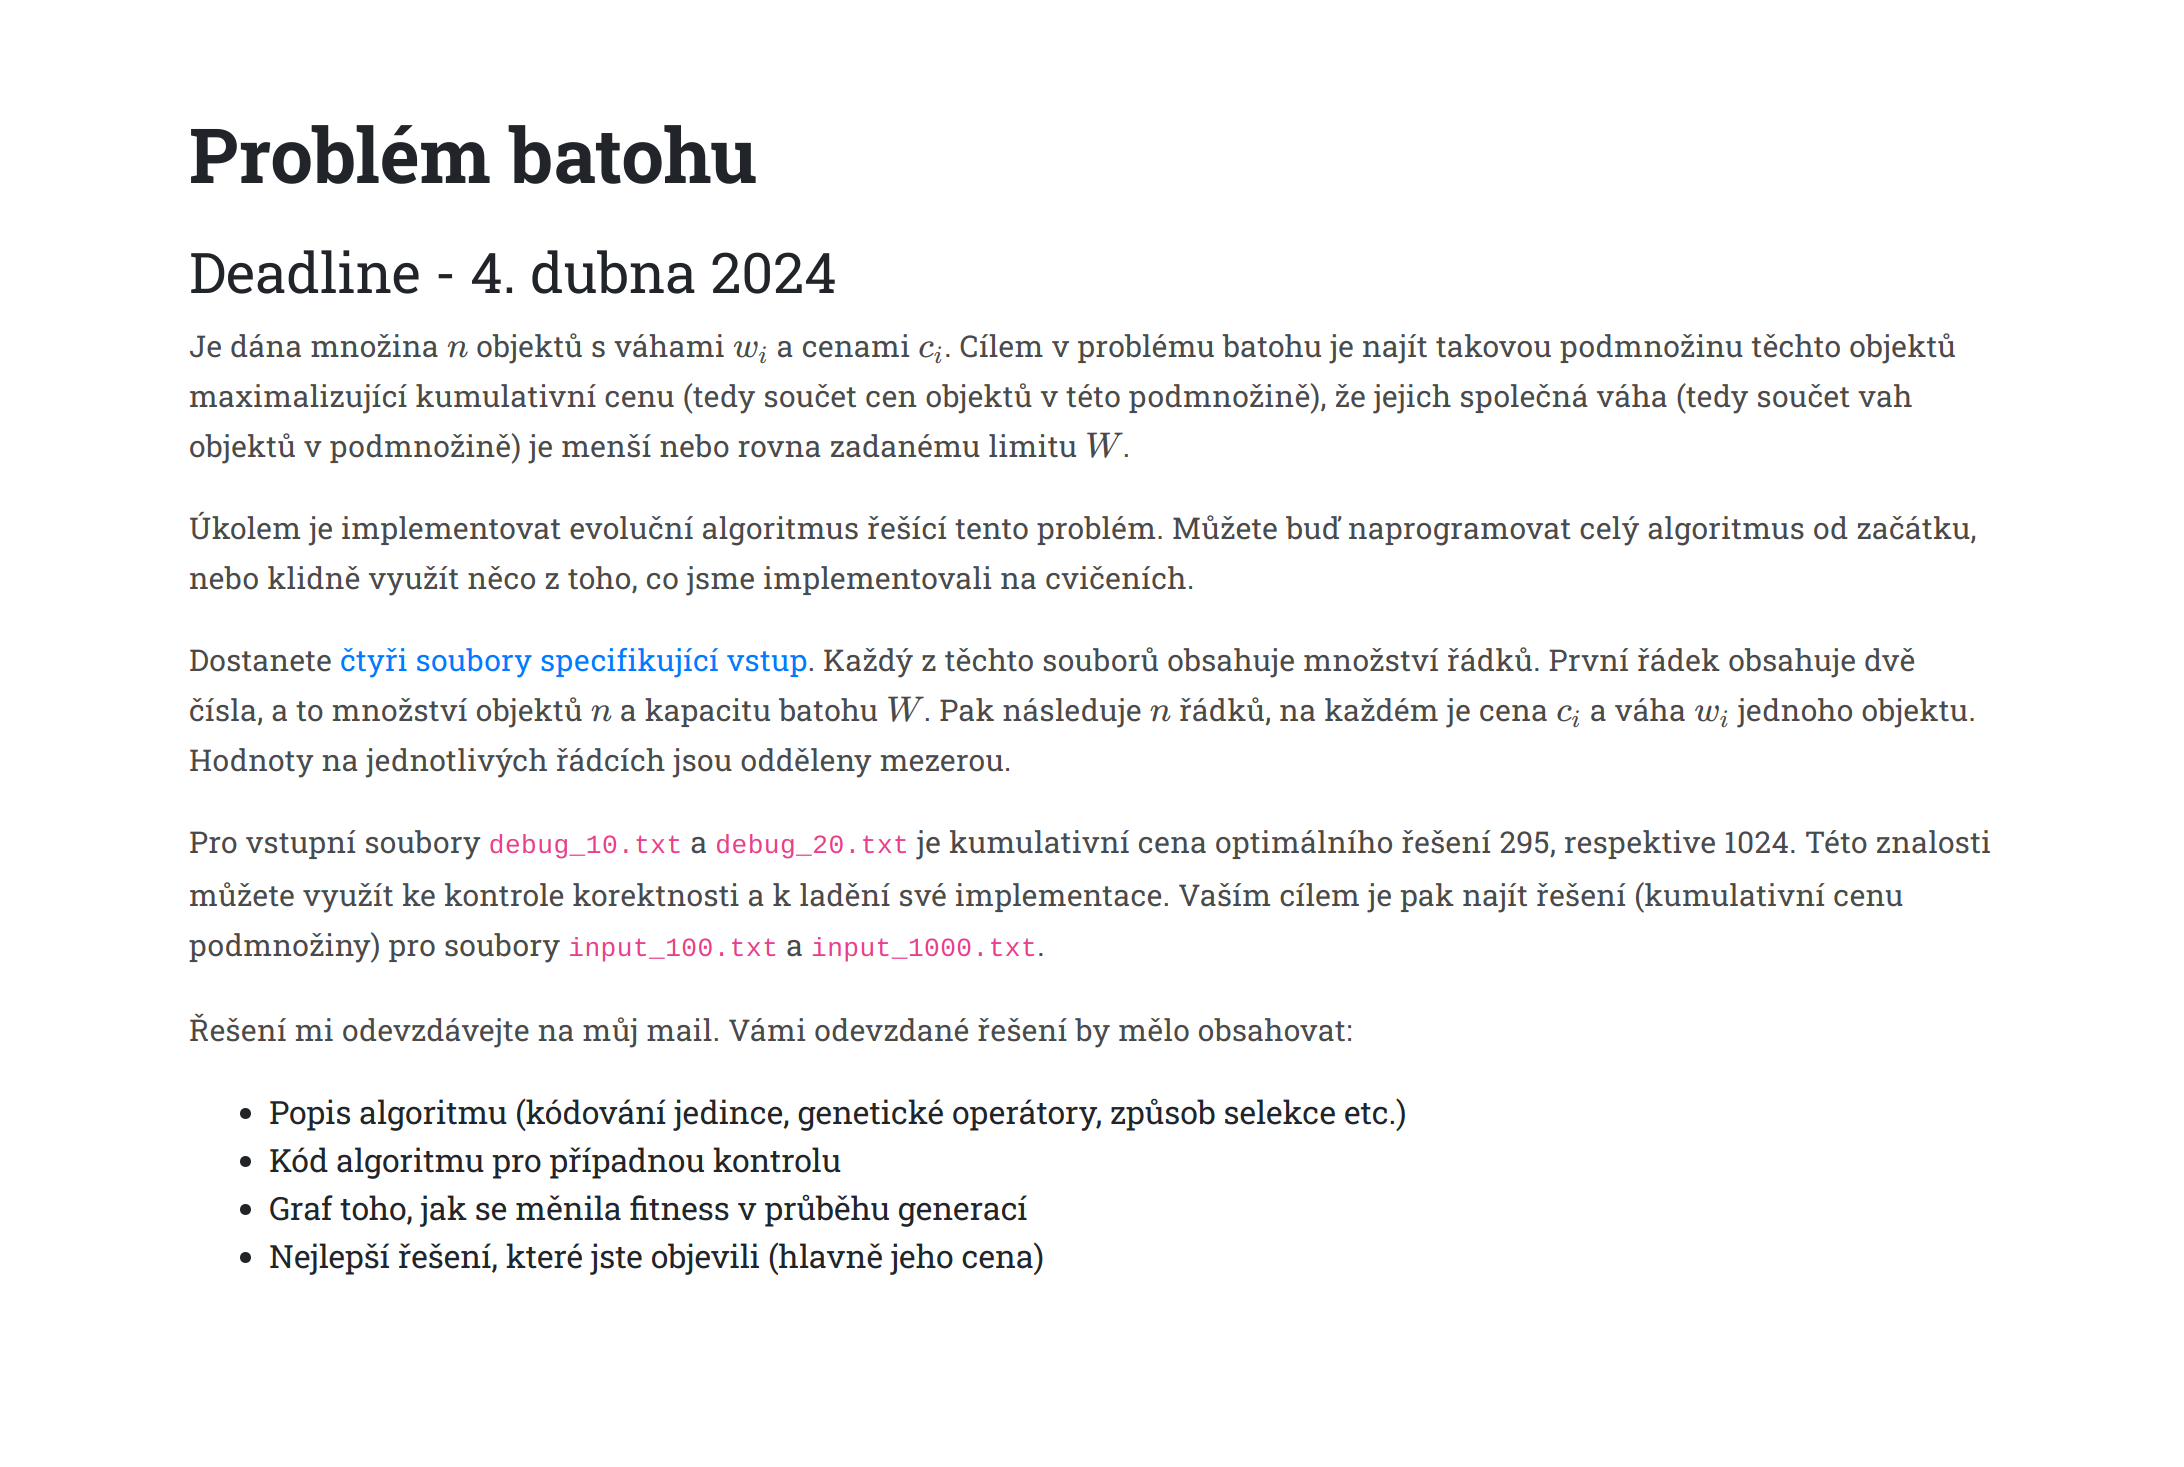 Problém batohu
Deadline - 4. dubna 2024
Je dána množina n objektů s váhami w_i a cenami c_i. Cílem v problému batohu je najít takovou podmnožinu těchto objektů
maximalizující kumulativní cenu (tedy součet cen objektů v této podmnožině), že jejich společná váha (tedy součet vah
objektů v podmnožině) je menší nebo rovna zadanému limitu W.
Úkolem je implementovat evoluční algoritmus řešící tento problém. Můžete buď naprogramovat celý algoritmus od začátku,
nebo klidně využít něco z toho, co jsme implementovali na cvičeních.
Dostanete čtyři soubory specifikující vstup. Každý z těchto souborů obsahuje množství řádků. První řádek obsahuje dvě
čísla, a to množství objektů n a kapacitu batohu W. Pak následuje n řádků, na každém je cena c_i a váha w_i jednoho objektu.
Hodnoty na jednotlivých řádcích jsou odděleny mezerou.
Pro vstupní soubory debug_10.txt a debug_20.txt je kumulativní cena optimálního řešení 295, respektive 1024. Této znalosti
můžete využít ke kontrole korektnosti a k ladění své implementace. Vaším cílem je pak najít řešení (kumulativní cenu
podmnožiny) pro soubory input_100.txt a input_1000.txt.
Řešení mi odevzdávejte na můj mail. Vámi odevzdané řešení by mělo obsahovat:
• Popis algoritmu (kódování jedince, genetické operátory, způsob selekce etc.)
• Kód algoritmu pro případnou kontrolu
• Graf toho, jak se měnila fitness v průběhu generací
• Nejlepší řešení, které jste objevili (hlavně jeho cena)